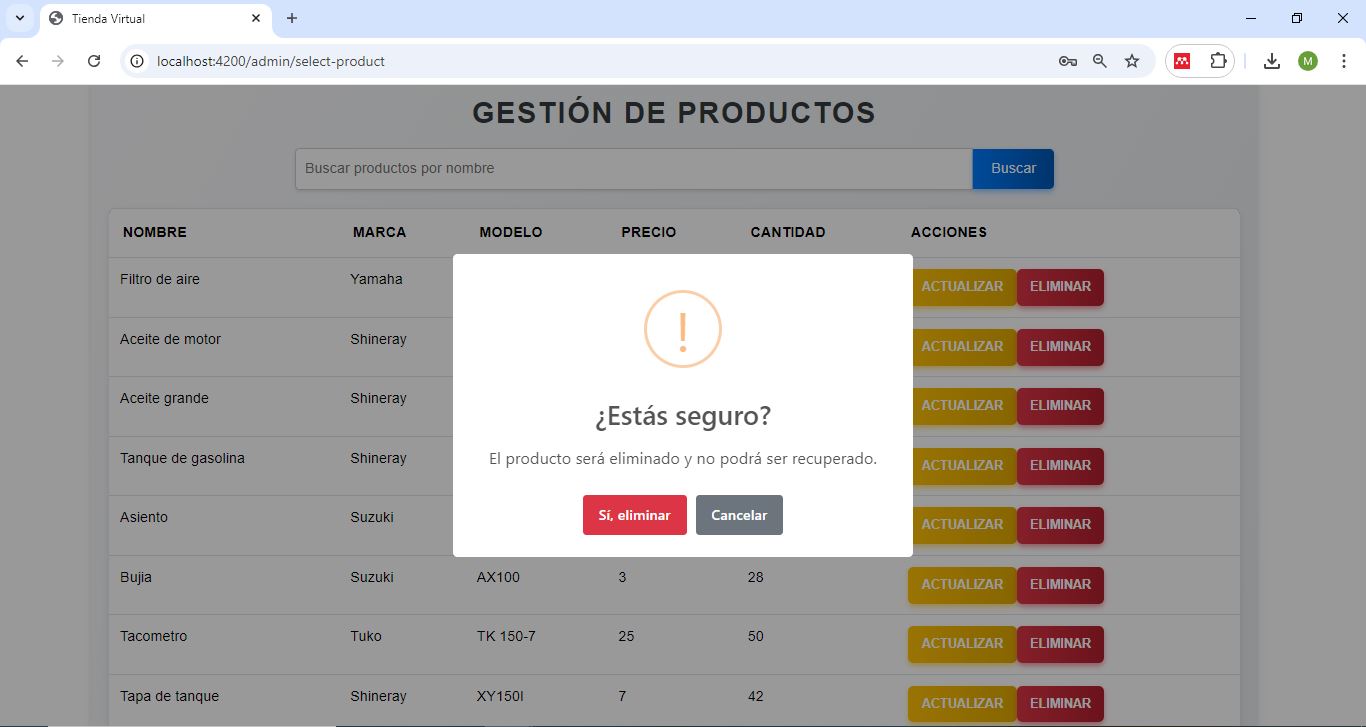 Tienda Virtual
localhost:4200/admin/select-product
M
GESTIÓN DE PRODUCTOS
Buscar productos por nombre
Buscar
NOMBRE MARCA MODELO PRECIO CANTIDAD ACCIONES
Filtro de aire Yamaha ACTUALIZAR ELIMINAR
Aceite de motor Shineray ACTUALIZAR ELIMINAR
Aceite grande Shineray ACTUALIZAR ELIMINAR
Tanque de gasolina Shineray ACTUALIZAR ELIMINAR
Asiento Suzuki ACTUALIZAR ELIMINAR
Bujia Suzuki AX100 3 28 ACTUALIZAR ELIMINAR
Tacometro Tuko TK 150-7 25 50 ACTUALIZAR ELIMINAR
Tapa de tanque Shineray XY150I 7 42 ACTUALIZAR ELIMINAR
!
¿Estás seguro?
El producto será eliminado y no podrá ser recuperado.
Sí, eliminar
Cancelar